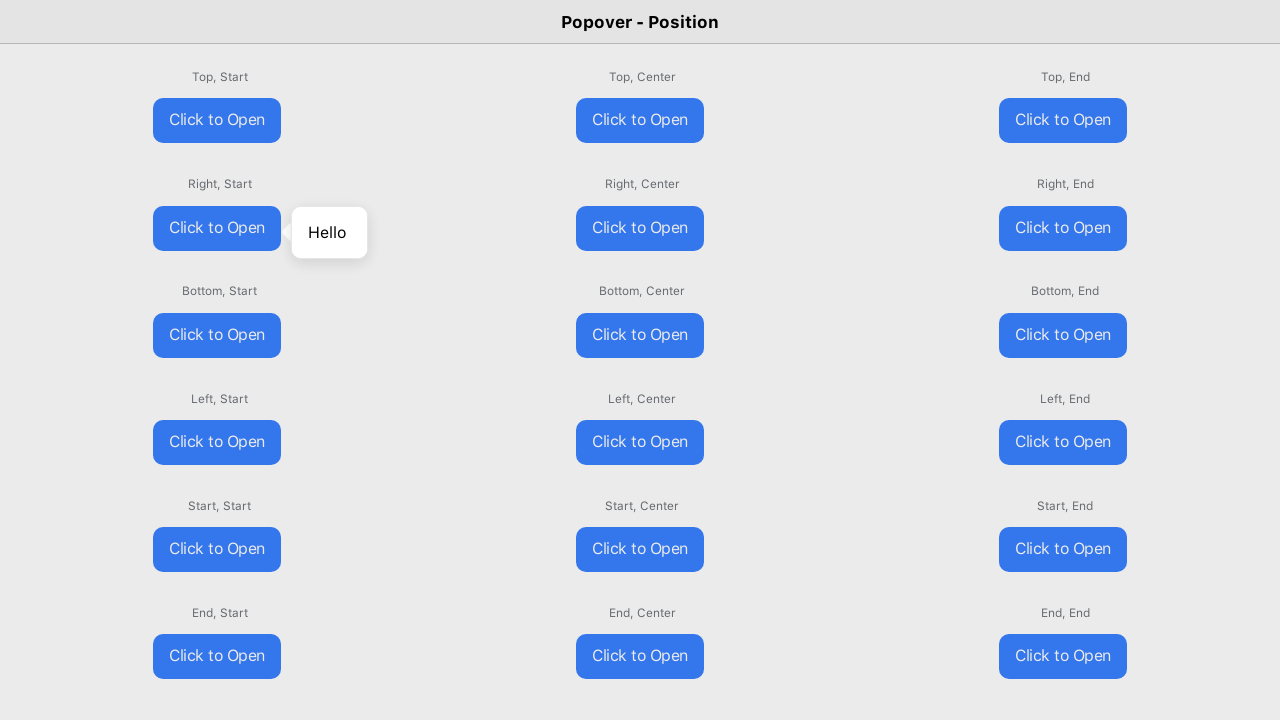 Popover - Position
Top, Start
Top, Center
Top, End
Click to Open
Click to Open
Click to Open
Right, Start
Right, Center
Right, End
Click to Open
Hello
Click to Open
Click to Open
Bottom, Start
Bottom, Center
Bottom, End
Click to Open
Click to Open
Click to Open
Left, Start
Left, Center
Left, End
Click to Open
Click to Open
Click to Open
Start, Start
Start, Center
Start, End
Click to Open
Click to Open
Click to Open
End, Start
End, Center
End, End
Click to Open
Click to Open
Click to Open